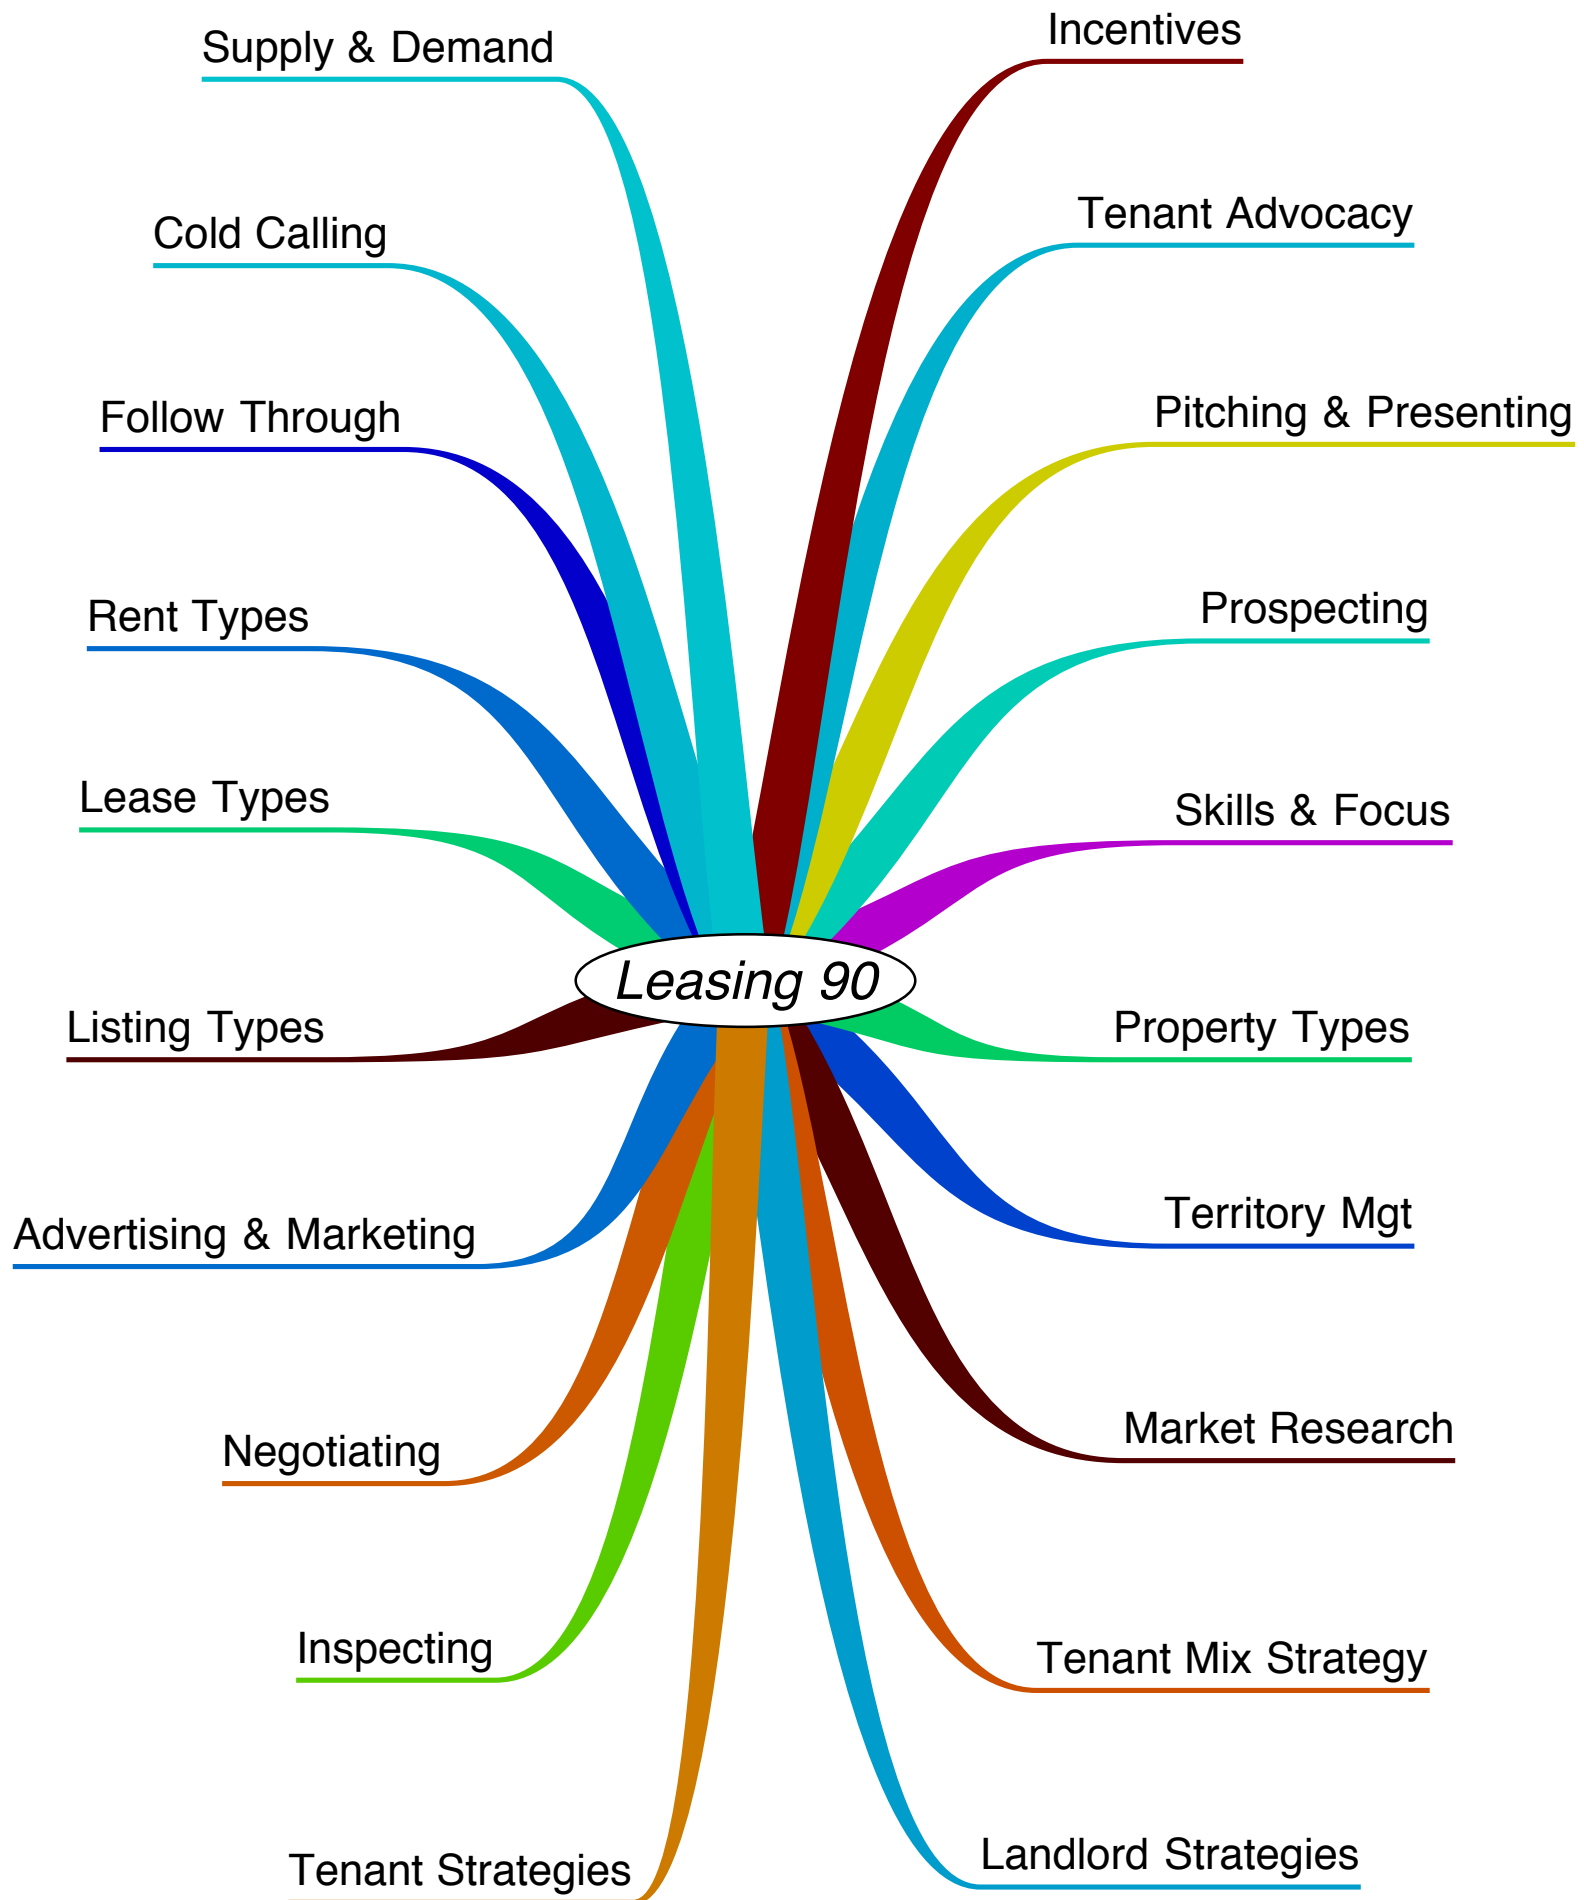 Supply & Demand
Cold Calling
Follow Through
Rent Types
Lease Types
Listing Types
Advertising & Marketing
Negotiating
Inspecting
Tenant Strategies
Leasing 90
Incentives
Tenant Advocacy
Pitching & Presenting
Prospecting
Skills & Focus
Property Types
Territory Mgt
Market Research
Tenant Mix Strategy
Landlord Strategies